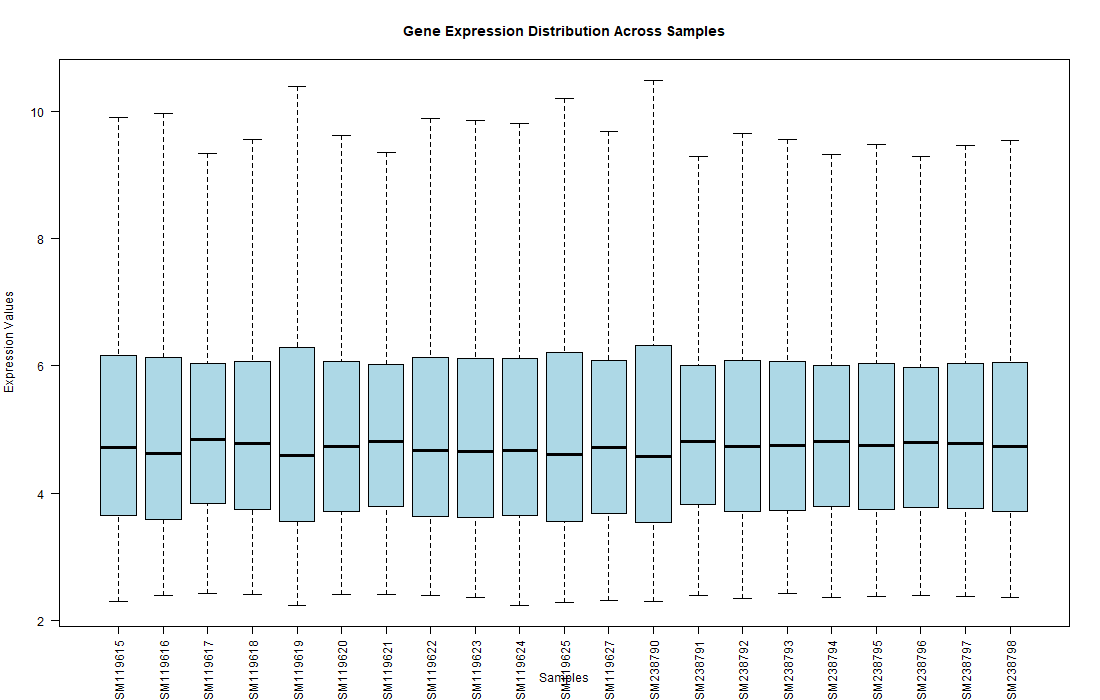 Gene Expression Distribution Across Samples
Expression Values
10
8
6
4
2
SM119615
SM119616
SM119617
SM119618
SM119619
SM119620
SM119621
SM119622
SM119623
SM119624
SM119625
SM119627
SM238790
SM238791
SM238792
SM238793
SM238794
SM238795
SM238796
SM238797
SM238798
Samples